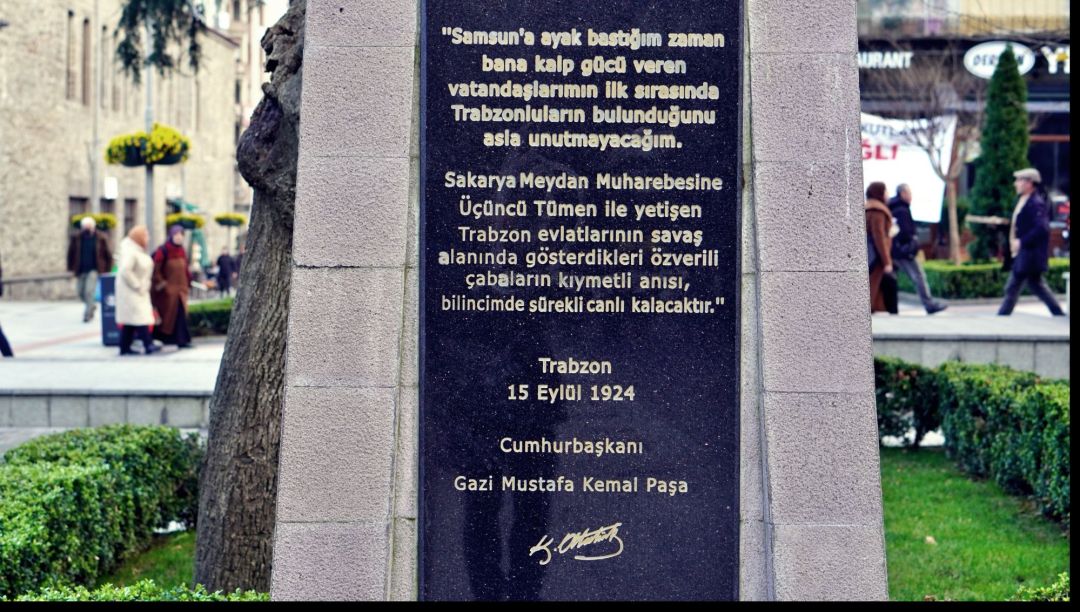 "Samsun'a ayak bastığım zaman
bana kalp gücü veren
vatandaşlarımın ilk sırasında
Trabzonluların bulunduğunu
asla unutmayacağım.
Sakarya Meydan Muharebesine
Üçüncü Tümen ile yetişen
Trabzon evlatlarının savaş
alanında gösterdikleri özverili
çabaların kıymetli anısı,
bilincimde sürekli canlı kalacaktır."
Trabzon
15 Eylül 1924
Cumhurbaşkanı
Gazi Mustafa Kemal Paşa
K. Atatürk